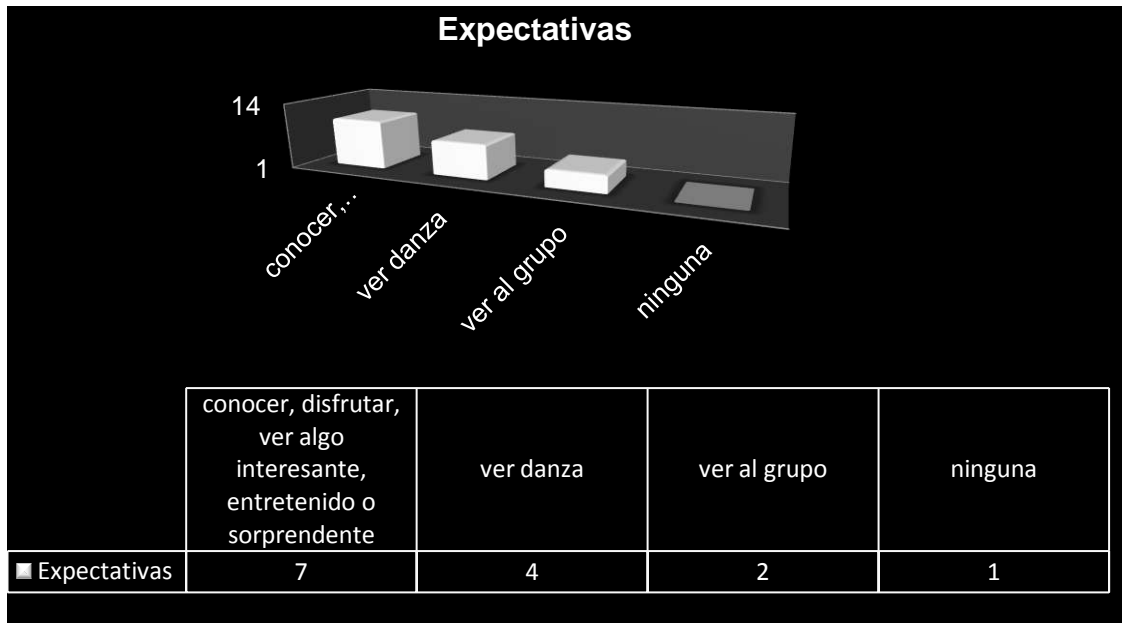 Expectativas
14
1
conocer,..
ver danza
ver al grupo
ninguna
conocer, disfrutar,
ver algo
interesante,
entretenido o
sorprendente
ver danza
ver al grupo
ninguna
Expectativas
7
4
2
1